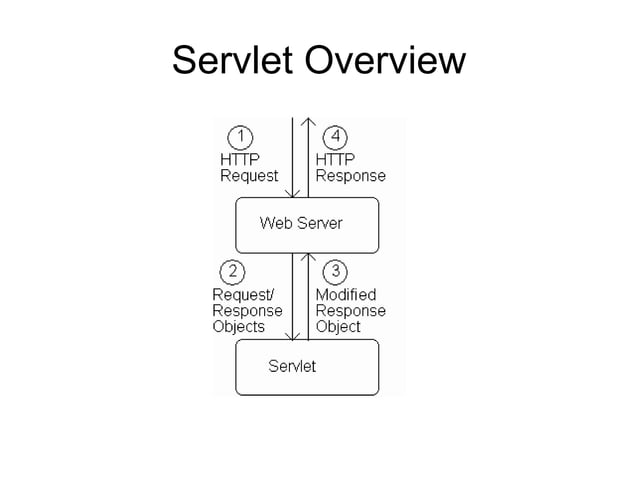 Servlet Overview
1
HTTP
Request
4
HTTP
Response
Web Server
2
Request/
Response
Objects
3
Modified
Response
Object
Servlet